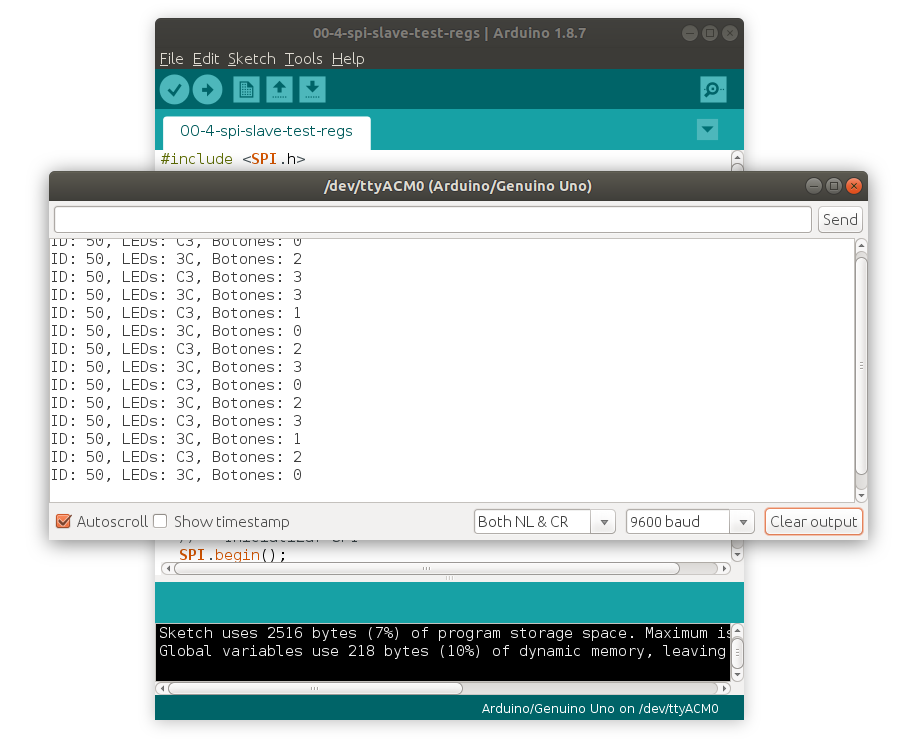 00-4-spi-slave-test-regs | Arduino 1.8.7
File Edit Sketch Tools Help
00-4-spi-slave-test-regs
#include <SPI.h>
/dev/ttyACM0 (Arduino/Genuino Uno)
Send
ID: 50, LEDs: C3, Botones: 0
ID: 50, LEDs: 3C, Botones: 2
ID: 50, LEDs: C3, Botones: 3
ID: 50, LEDs: 3C, Botones: 3
ID: 50, LEDs: C3, Botones: 1
ID: 50, LEDs: 3C, Botones: 0
ID: 50, LEDs: C3, Botones: 2
ID: 50, LEDs: 3C, Botones: 3
ID: 50, LEDs: C3, Botones: 0
ID: 50, LEDs: 3C, Botones: 2
ID: 50, LEDs: C3, Botones: 3
ID: 50, LEDs: 3C, Botones: 1
ID: 50, LEDs: C3, Botones: 2
ID: 50, LEDs: 3C, Botones: 0
Autoscroll Show timestamp Both NL & CR 9600 baud Clear output
SPI.begin();
Sketch uses 2516 bytes (7%) of program storage space. Maximum is
Global variables use 218 bytes (10%) of dynamic memory, leaving
Arduino/Genuino Uno on /dev/ttyACM0